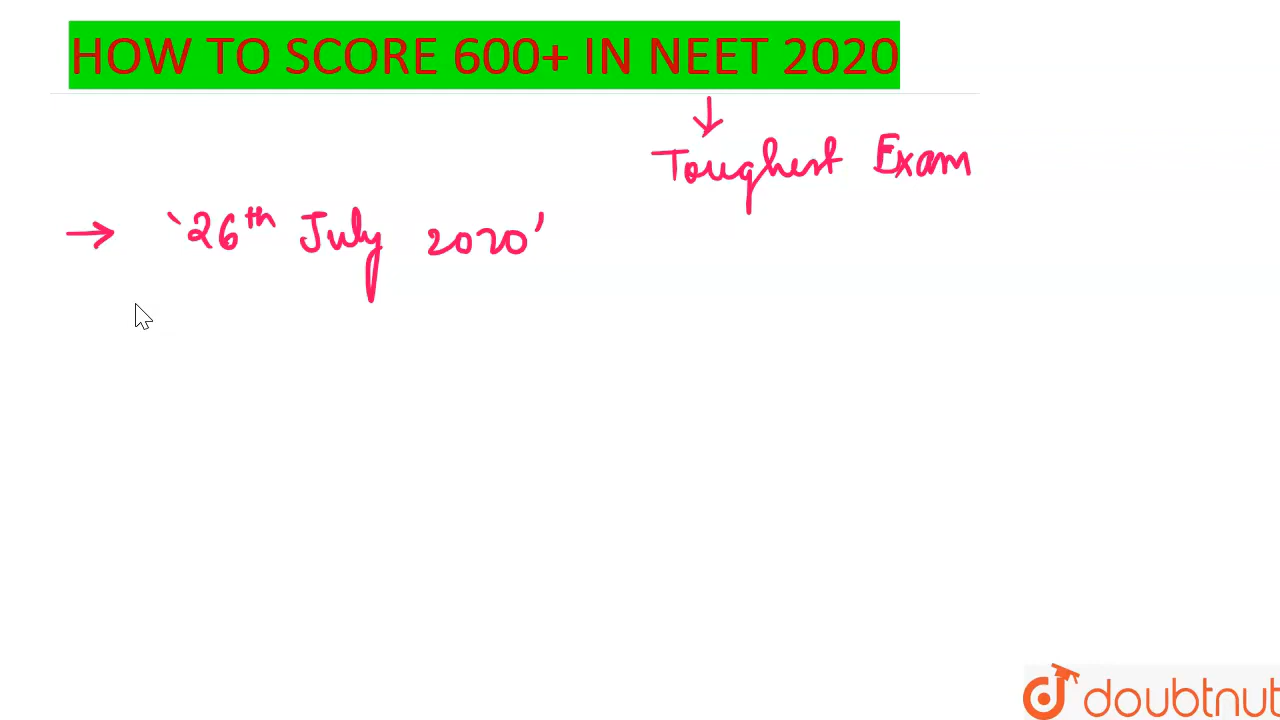 HOW TO SCORE 600+ IN NEET 2020
Toughest Exam
→ '26th July 2020'
doubtnut